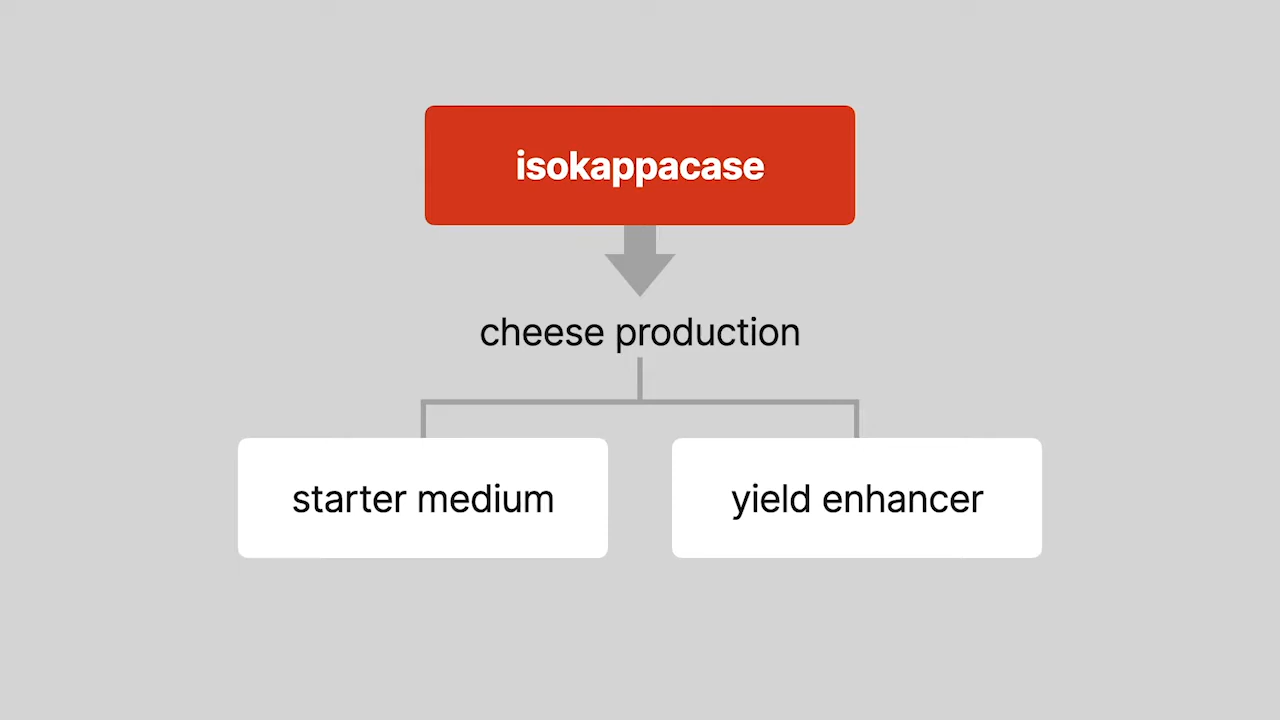 isokappacase
cheese production
starter medium
yield enhancer